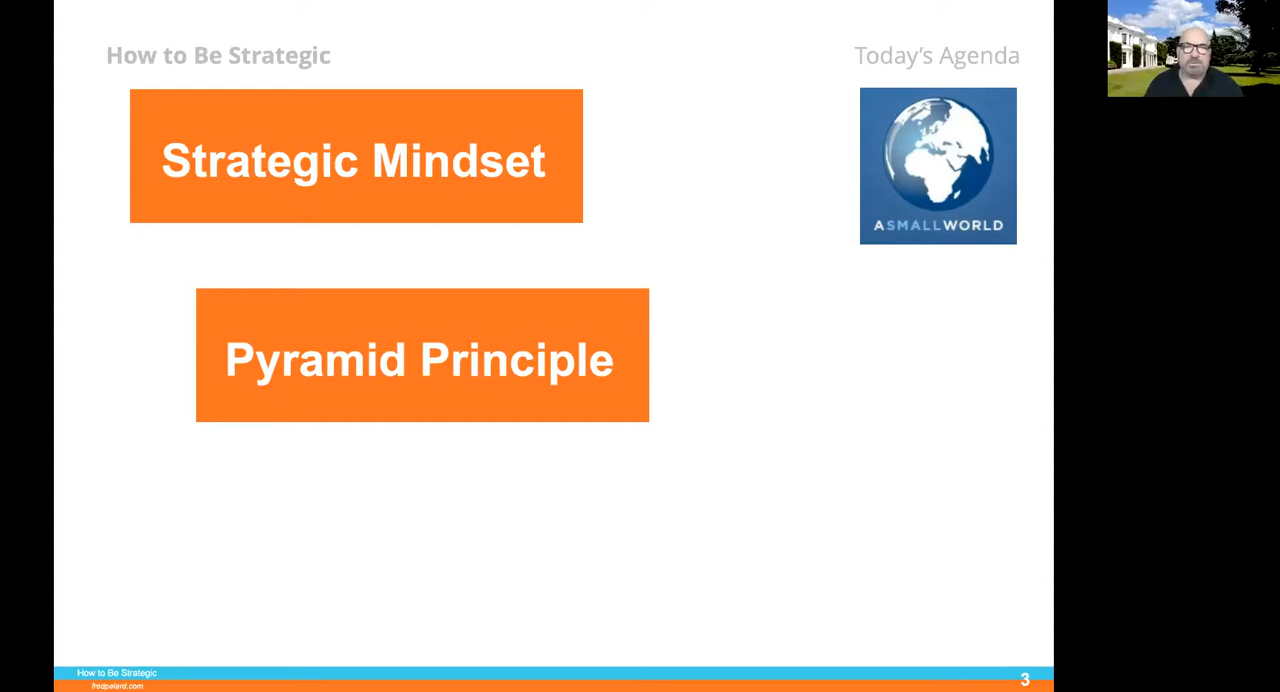 How to Be Strategic
Today's Agenda
Strategic Mindset
ASMALLWORLD
Pyramid Principle
How to Be Strategic
fredpelard.com
3